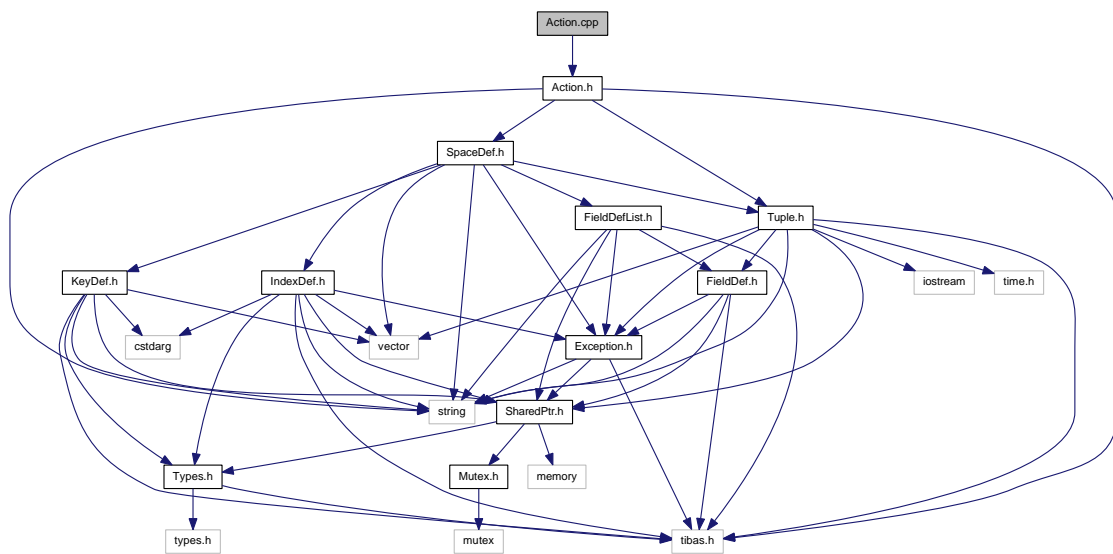 Action.cpp
Action.h
SpaceDef.h
FieldDefList.h
Tuple.h
KeyDef.h
IndexDef.h
FieldDef.h
iostream
time.h
cstdarg
vector
Exception.h
string
SharedPtr.h
Types.h
Mutex.h
memory
types.h
mutex
tibas.h